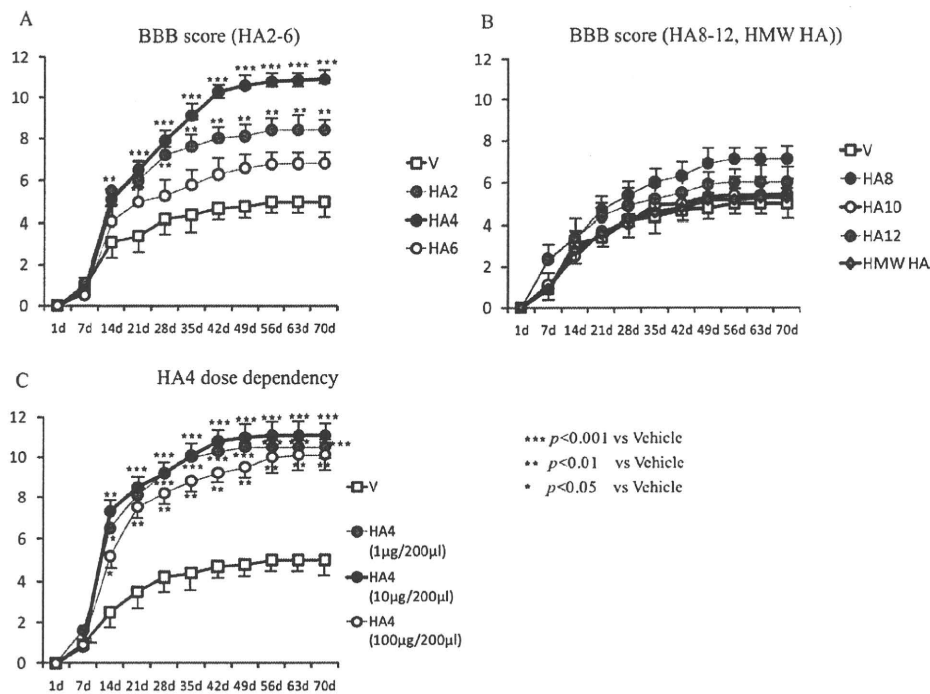 A
BBB score (HA2-6)
12
10
8
6
4
2
0
1d 7d 14d 21d 28d 35d 42d 49d 56d 63d 70d
V
HA2
HA4
HA6
B
BBB score (HA8-12, HMW HA))
12
10
8
6
4
2
0
1d 7d 14d 21d 28d 35d 42d 49d 56d 63d 70d
V
HA8
HA10
HA12
HMW HA
C
HA4 dose dependency
12
10
8
6
4
2
0
1d 7d 14d 21d 28d 35d 42d 49d 56d 63d 70d
V
HA4
(1μg/200μl)
HA4
(10μg/200μl)
HA4
(100μg/200μl)
*** p<0.001 vs Vehicle
** p<0.01 vs Vehicle
* p<0.05 vs Vehicle